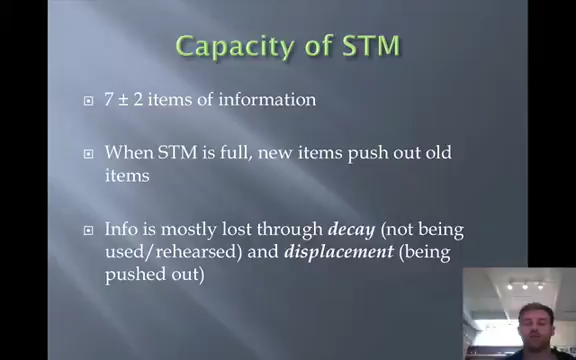 Capacity of STM
7 ± 2 items of information
When STM is full, new items push out old
items
Info is mostly lost through decay (not being
used/rehearsed) and displacement (being
pushed out)